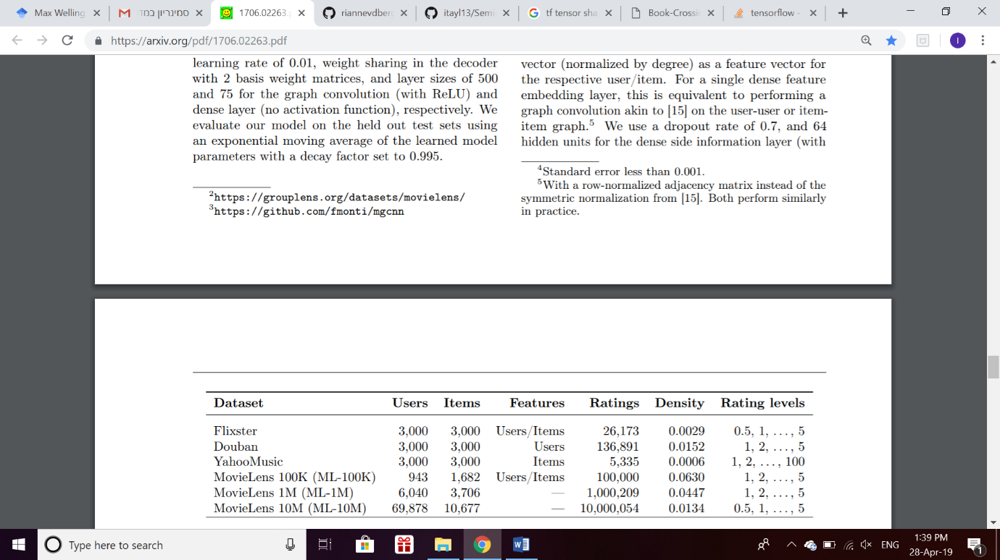 Max Welling
סמינריון במד
1706.02263.
riannevdberg
itayl13/Semi
tf tensor sha
Book-Crossi
tensorflow -
https://arxiv.org/pdf/1706.02263.pdf
I
learning rate of 0.01, weight sharing in the decoder
with 2 basis weight matrices, and layer sizes of 500
and 75 for the graph convolution (with ReLU) and
dense layer (no activation function), respectively. We
evaluate our model on the held out test sets using
an exponential moving average of the learned model
parameters with a decay factor set to 0.995.
2https://grouplens.org/datasets/movielens/
3https://github.com/fmonti/mgcnn
vector (normalized by degree) as a feature vector for
the respective user/item. For a single dense feature
embedding layer, this is equivalent to performing a
graph convolution akin to [15] on the user-user or item-
item graph.5 We use a dropout rate of 0.7, and 64
hidden units for the dense side information layer (with
4Standard error less than 0.001.
5With a row-normalized adjacency matrix instead of the
symmetric normalization from [15]. Both perform similarly
in practice.
Dataset Users Items Features Ratings Density Rating levels
Flixster 3,000 3,000 Users/Items 26,173 0.0029 0.5, 1, . . . , 5
Douban 3,000 3,000 Users 136,891 0.0152 1, 2, . . . , 5
YahooMusic 3,000 3,000 Items 5,335 0.0006 1, 2, . . . , 100
MovieLens 100K (ML-100K) 943 1,682 Users/Items 100,000 0.0630 1, 2, . . . , 5
MovieLens 1M (ML-1M) 6,040 3,706 — 1,000,209 0.0447 1, 2, . . . , 5
MovieLens 10M (ML-10M) 69,878 10,677 — 10,000,054 0.0134 0.5, 1, . . . , 5
Type here to search
ENG
1:39 PM
28-Apr-19
1